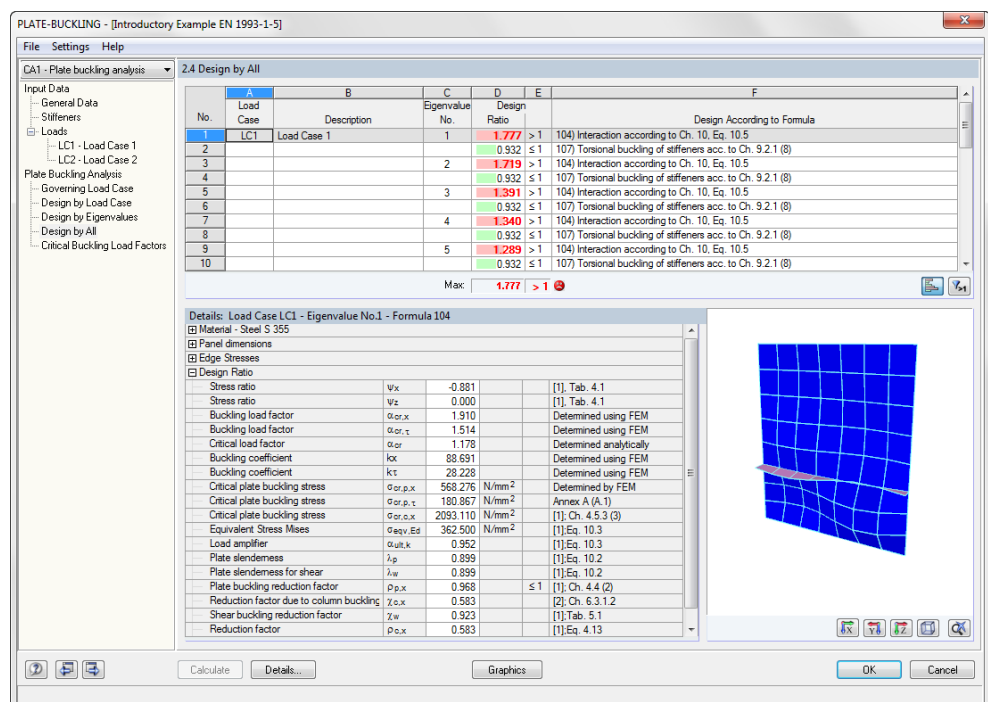 PLATE-BUCKLING - [Introductory Example EN 1993-1-5]
File Settings Help
CA1 - Plate buckling analysis
Input Data
General Data
Stiffeners
Loads
LC1 - Load Case 1
LC2 - Load Case 2
Plate Buckling Analysis
Governing Load Case
Design by Load Case
Design by Eigenvalues
Design by All
Critical Buckling Load Factors
2.4 Design by All
A B C D E F
No. Load Case Description Eigenvalue No. Design Ratio Design According to Formula
1 LC1 Load Case 1 1 1.777 > 1 104) Interaction according to Ch. 10, Eq. 10.5
2 0.932 ≤ 1 107) Torsional buckling of stiffeners acc. to Ch. 9.2.1 (8)
3 2 1.719 > 1 104) Interaction according to Ch. 10, Eq. 10.5
4 0.932 ≤ 1 107) Torsional buckling of stiffeners acc. to Ch. 9.2.1 (8)
5 3 1.391 > 1 104) Interaction according to Ch. 10, Eq. 10.5
6 0.932 ≤ 1 107) Torsional buckling of stiffeners acc. to Ch. 9.2.1 (8)
7 4 1.340 > 1 104) Interaction according to Ch. 10, Eq. 10.5
8 0.932 ≤ 1 107) Torsional buckling of stiffeners acc. to Ch. 9.2.1 (8)
9 5 1.289 > 1 104) Interaction according to Ch. 10, Eq. 10.5
10 0.932 ≤ 1 107) Torsional buckling of stiffeners acc. to Ch. 9.2.1 (8)
Max: 1.777 > 1
>1
Details: Load Case LC1 - Eigenvalue No.1 - Formula 104
Material - Steel S 355
Panel dimensions
Edge Stresses
Design Ratio
Stress ratio ψx -0.881 [1], Tab. 4.1
Stress ratio ψz 0.000 [1], Tab. 4.1
Buckling load factor αcr,x 1.910 Determined using FEM
Buckling load factor αcr,τ 1.514 Determined using FEM
Critical load factor αcr 1.178 Determined analytically
Buckling coefficient kx 88.691 Determined using FEM
Buckling coefficient kτ 28.228 Determined using FEM
Critical plate buckling stress σcr,p,x 568.276 N/mm2 Determined by FEM
Critical plate buckling stress σcr,p,τ 180.867 N/mm2 Annex A (A.1)
Critical plate buckling stress σcr,c,x 2093.110 N/mm2 [1]; Ch. 4.5.3 (3)
Equivalent Stress Mises σeqv,Ed 362.500 N/mm2 [1];Eq. 10.3
Load amplifier αult,k 0.952 [1];Eq. 10.3
Plate slenderness λp 0.899 [1];Eq. 10.2
Plate slenderness for shear λw 0.899 [1];Eq. 10.2
Plate buckling reduction factor ρp,x 0.968 ≤ 1 [1]; Ch. 4.4 (2)
Reduction factor due to column buckling χc,x 0.583 [2]; Ch. 6.3.1.2
Shear buckling reduction factor χw 0.923 [1];Tab. 5.1
Reduction factor ρc,x 0.583 [1];Eq. 4.13
X Y Z
Calculate Details... Graphics OK Cancel